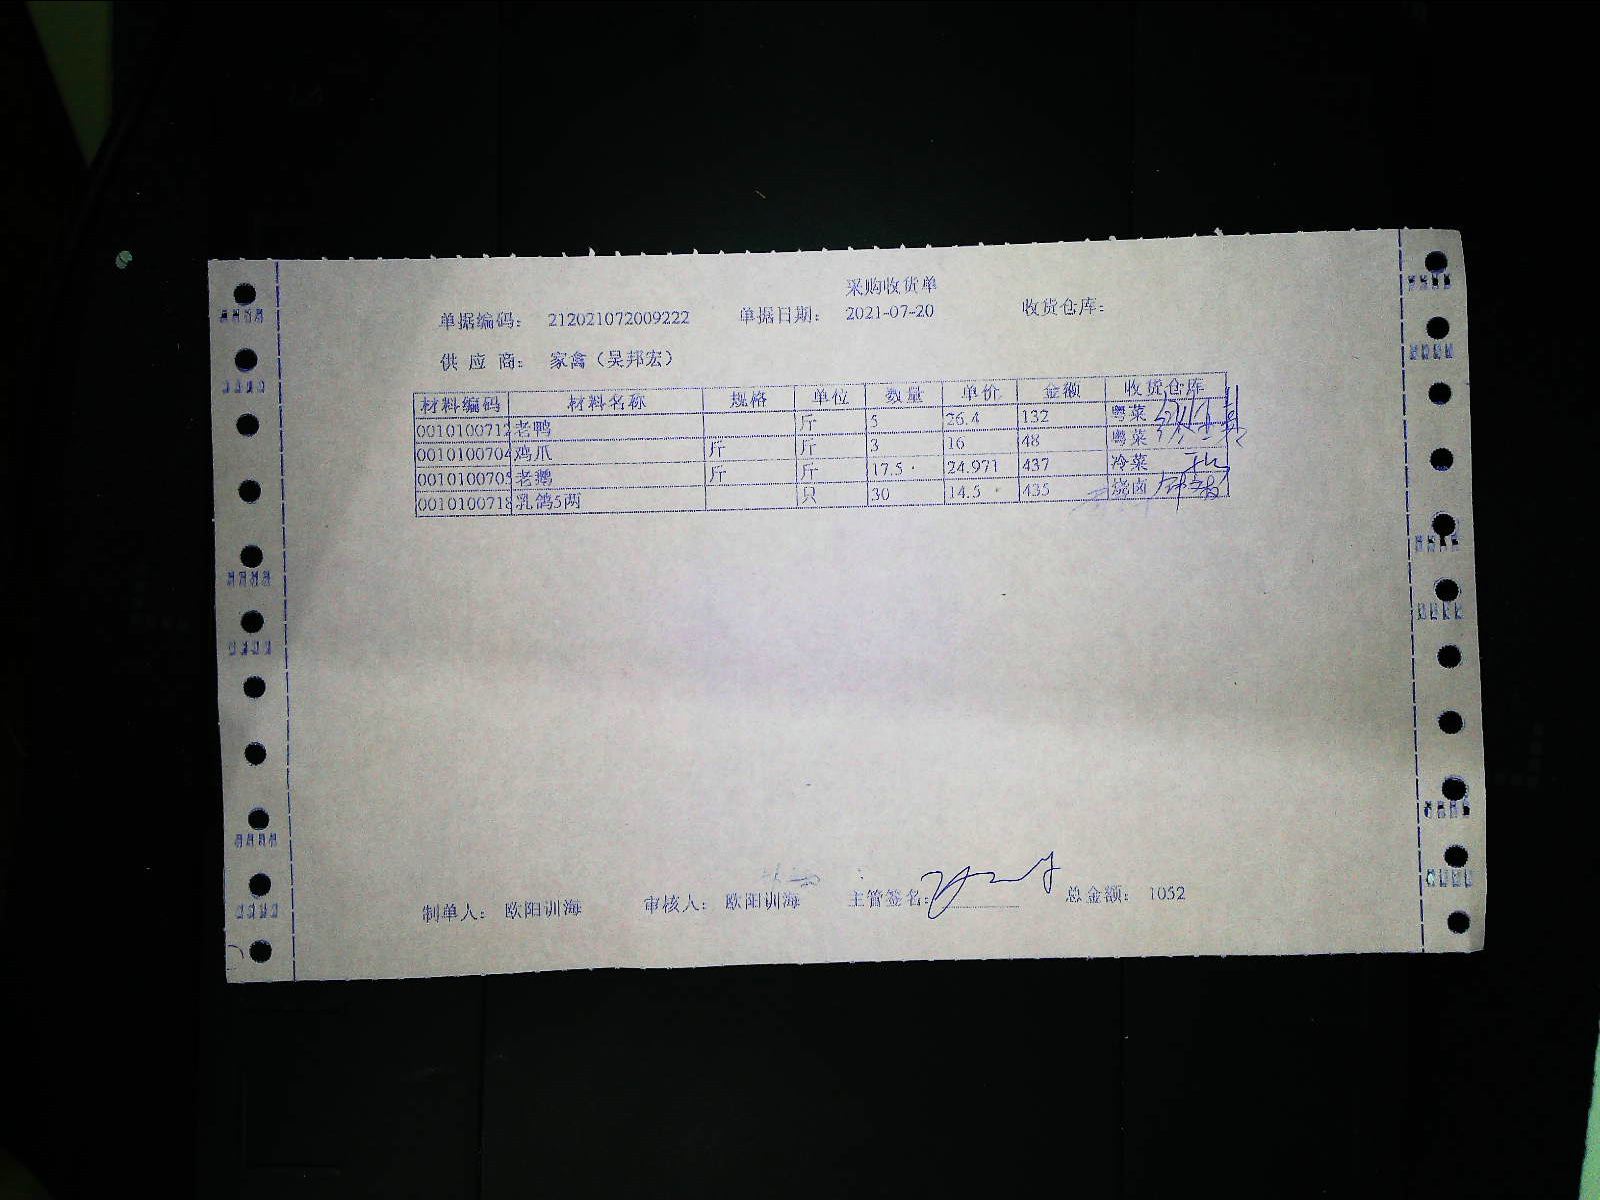 采购收货单
单据编码： 212021072009222 单据日期： 2021-07-20 收货仓库：
供 应 商： 家禽（吴邦宏）
材料编码 材料名称 规格 单位 数量 单价 金额 收货仓库
0010100712 老鸭 斤 5 26.4 132 粤菜
0010100704 鸡爪 斤 斤 3 16 48 粤菜
0010100705 老鹅 斤 斤 17.5 24.971 437 冷菜
0010100718 乳鸽5两 只 30 14.5 435 烧卤
制单人： 欧阳训海 审核人： 欧阳训海 主管签名： 总金额： 1052